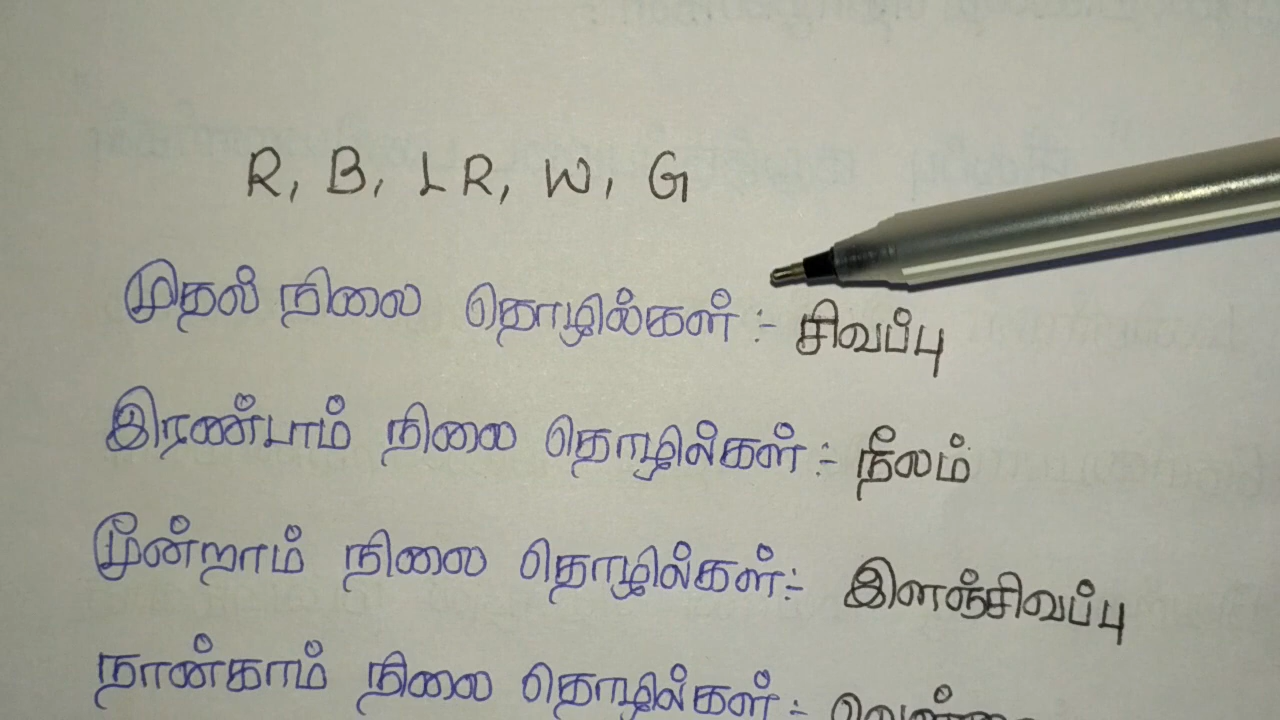 R, B, LR, W, G
முதல் நிலை தொழில்கள் :- சிவப்பு
இரண்டாம் நிலை தொழில்கள் :- நீலம்
மூன்றாம் நிலை தொழில்கள் :- இளஞ்சிவப்பு
நான்காம் நிலை தொழில்கள் :-